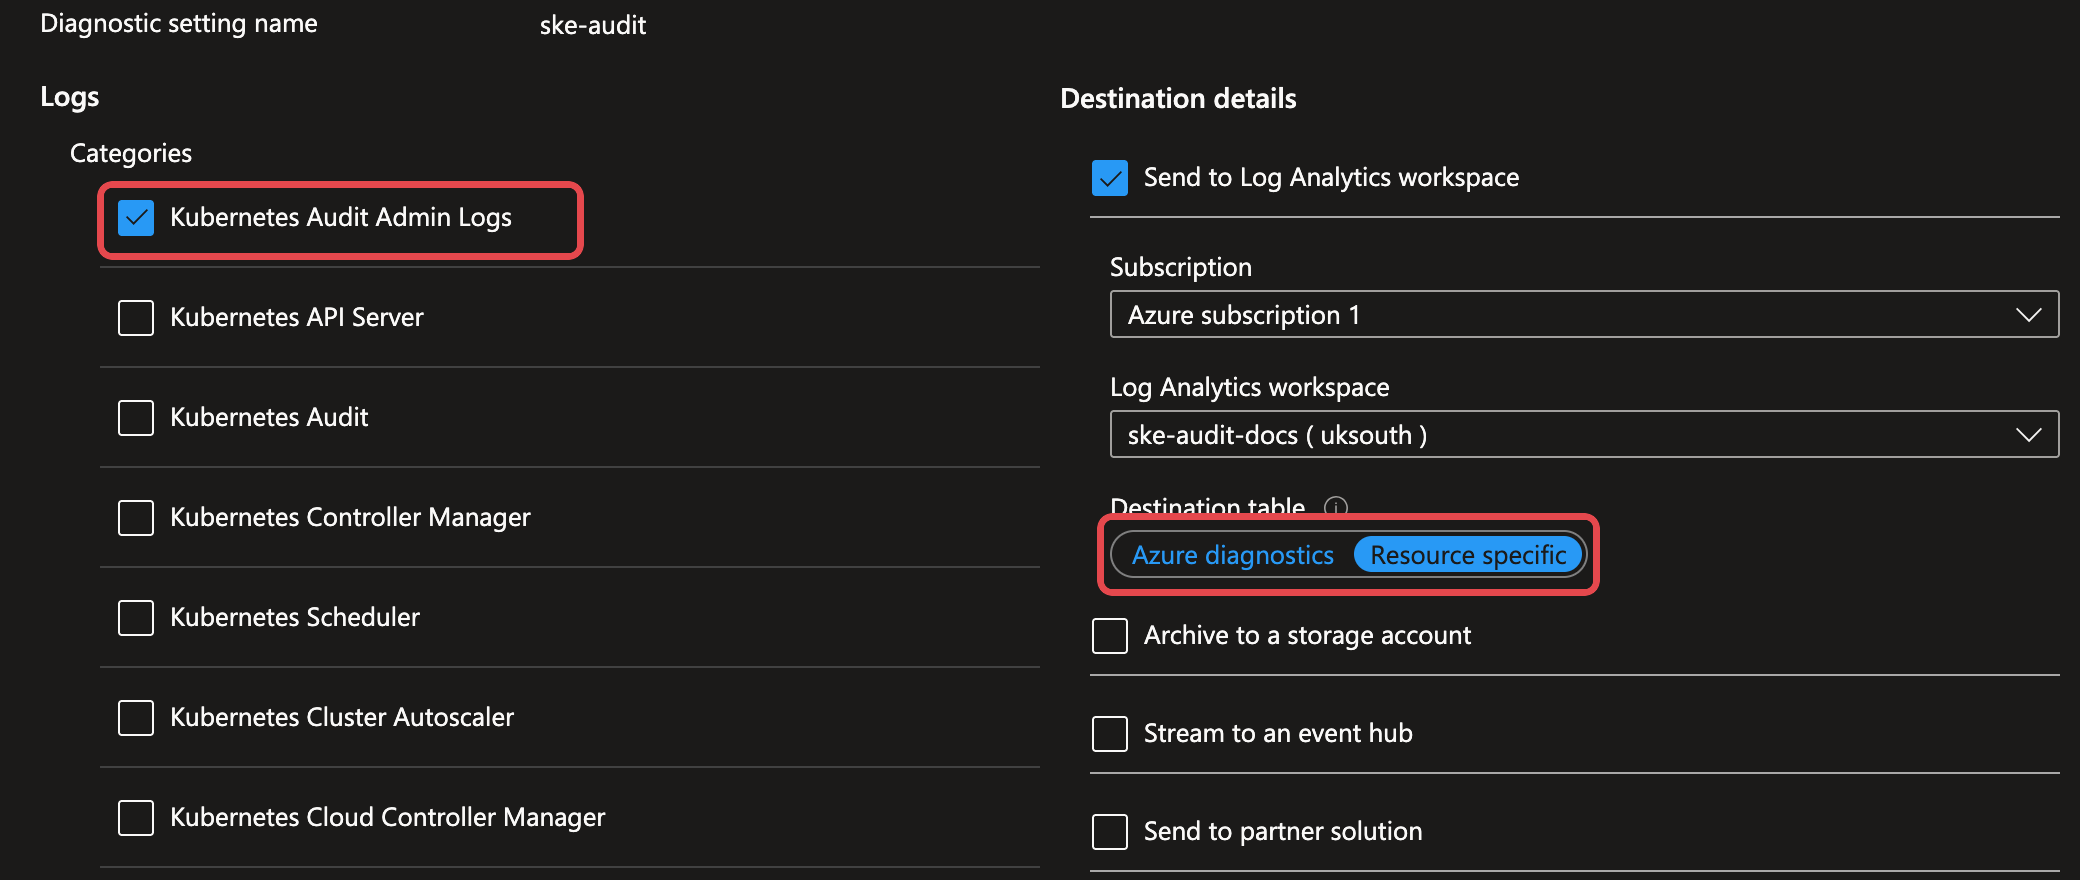 Diagnostic setting name
ske-audit
Logs
Categories
Kubernetes Audit Admin Logs
Kubernetes API Server
Kubernetes Audit
Kubernetes Controller Manager
Kubernetes Scheduler
Kubernetes Cluster Autoscaler
Kubernetes Cloud Controller Manager
Destination details
Send to Log Analytics workspace
Subscription
Azure subscription 1
Log Analytics workspace
ske-audit-docs ( uksouth )
Destination table
Azure diagnostics
Resource specific
Archive to a storage account
Stream to an event hub
Send to partner solution